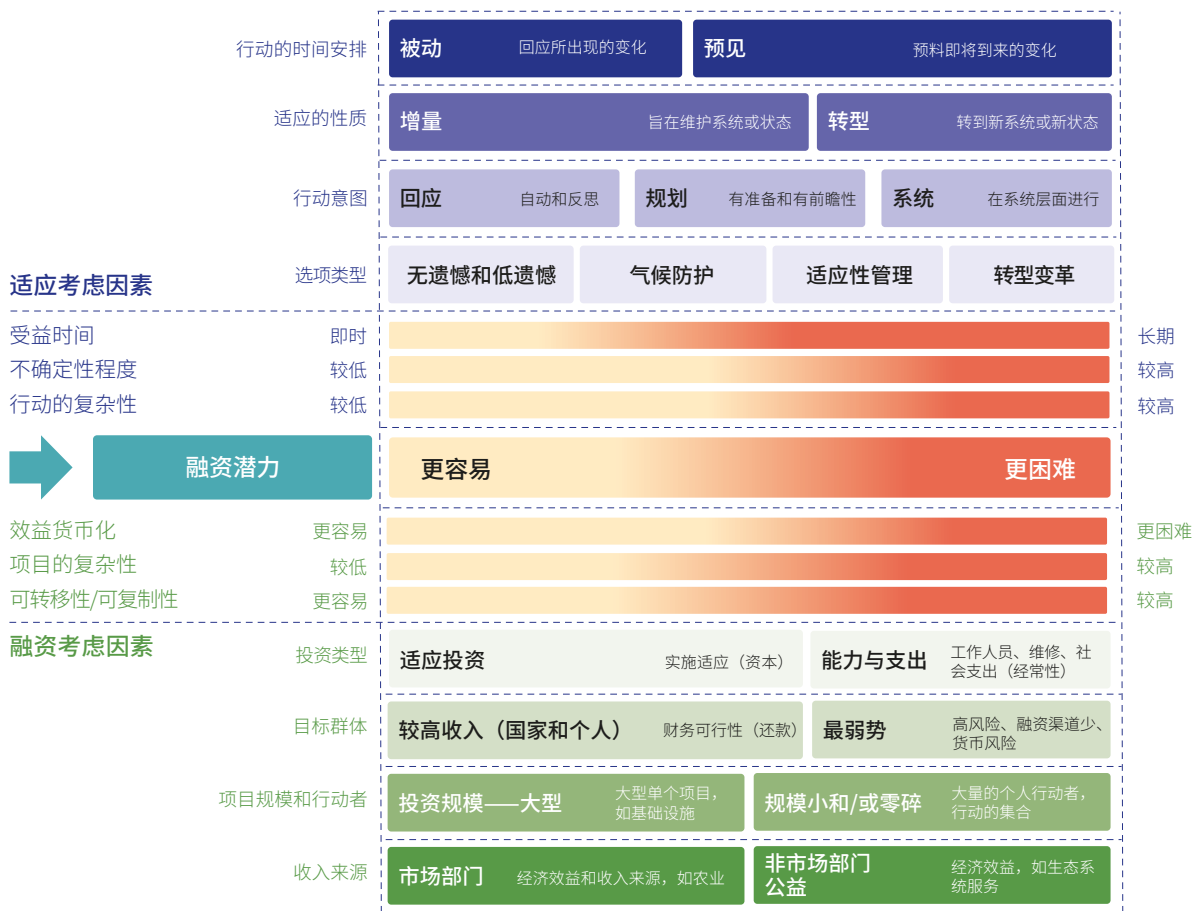 行动的时间安排
被动
回应所出现的变化
预见
预料即将到来的变化
适应的性质
增量
旨在维护系统或状态
转型
转到新系统或新状态
行动意图
回应
自动和反思
规划
有准备和有前瞻性
系统
在系统层面进行
适应考虑因素
选项类型
无遗憾和低遗憾
气候防护
适应性管理
转型变革
受益时间
即时
长期
不确定性程度
较低
较高
行动的复杂性
较低
较高
融资潜力
更容易
更困难
效益货币化
更容易
更困难
项目的复杂性
较低
较高
可转移性/可复制性
更容易
较高
融资考虑因素
投资类型
适应投资
实施适应（资本）
能力与支出
工作人员、维修、社
会支出（经常性）
目标群体
较高收入（国家和个人）
财务可行性（还款）
最弱势
高风险、融资渠道少、
货币风险
项目规模和行动者
投资规模——大型
大型单个项目，
如基础设施
规模小和/或零碎
大量的个人行动者，
行动的集合
收入来源
市场部门
经济效益和收入来源，如农业
非市场部门
公益
经济效益，如生态系
统服务